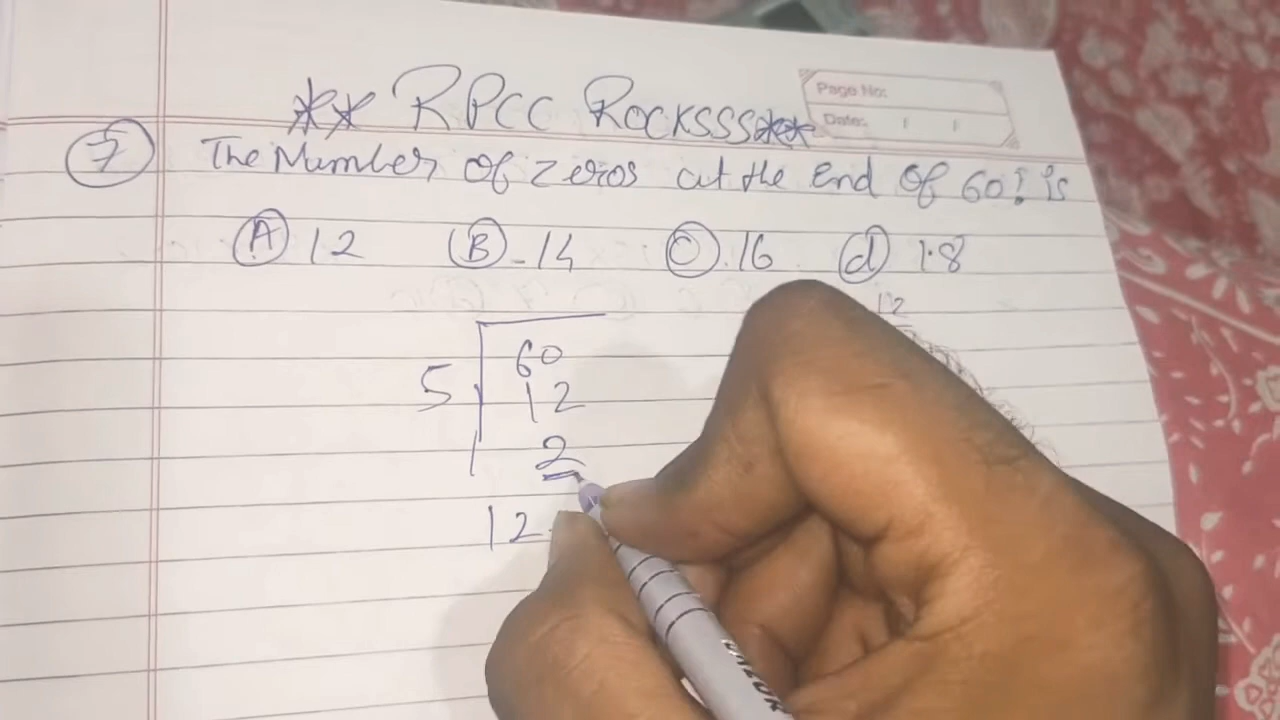 ** RPCC ROCKSSS**
Page No:
Date:
7 The Number of Zeros at the End of 60! is
A 12 B 14 C 16 d 18
12
5 60
12
2
12